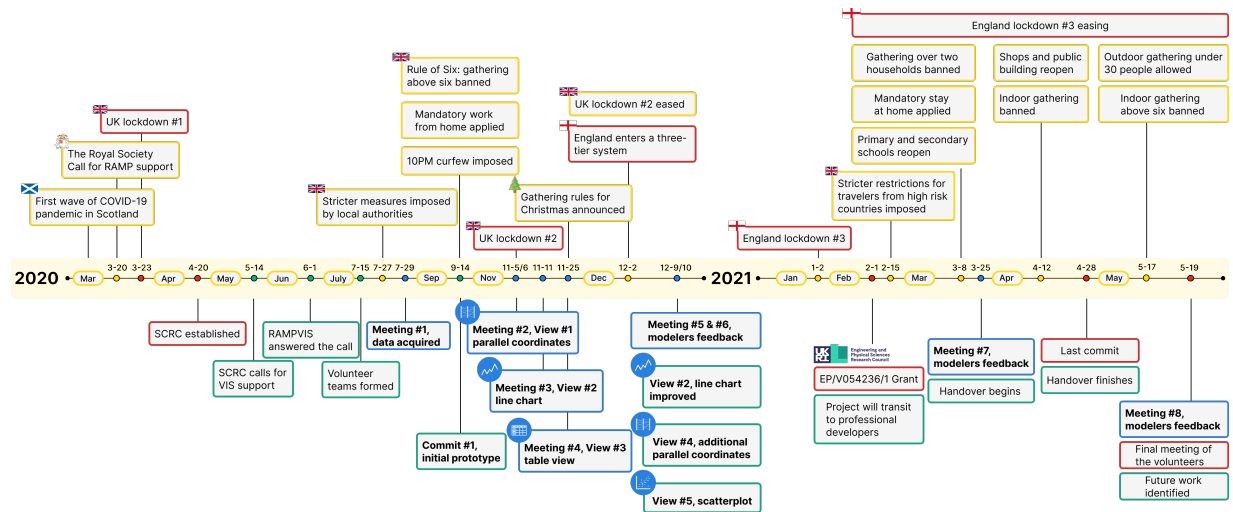 England lockdown #3 easing
Rule of Six: gathering
above six banned
Gathering over two
households banned
Shops and public
building reopen
Outdoor gathering under
30 people allowed
UK lockdown #1
Mandatory work
from home applied
UK lockdown #2 eased
Mandatory stay
at home applied
Indoor gathering
banned
Indoor gathering
above six banned
The Royal Society
Call for RAMP support
10PM curfew imposed
England enters a three-
tier system
Primary and secondary
schools reopen
First wave of COVID-19
pandemic in Scotland
Stricter measures imposed
by local authorities
Gathering rules for
Christmas announced
Stricter restrictions for
travelers from high risk
countries imposed
UK lockdown #2
England lockdown #3
2020
Mar
3-20
3-23
Apr
4-20
May
5-14
Jun
6-1
July
7-15
7-27
7-29
Sep
9-14
Nov
11-5/6
11-11
11-25
Dec
12-2
12-9/10
2021
Jan
1-2
Feb
2-1
2-15
Mar
3-8
3-25
Apr
4-12
4-28
May
5-17
5-19
SCRC established
RAMPVIS
answered the call
Meeting #1,
data acquired
Meeting #2, View #1
parallel coordinates
Meeting #5 & #6,
modelers feedback
SCRC calls for
VIS support
Volunteer
teams formed
Meeting #3, View #2
line chart
View #2, line chart
improved
Commit #1,
initial prototype
Meeting #4, View #3
table view
View #4, additional
parallel coordinates
View #5, scatterplot
UKRI
Engineering and
Physical Sciences
Research Council
EP/V054236/1 Grant
Project will transit
to professional
developers
Meeting #7,
modelers feedback
Handover begins
Last commit
Handover finishes
Meeting #8,
modelers feedback
Final meeting of
the volunteers
Future work
identified